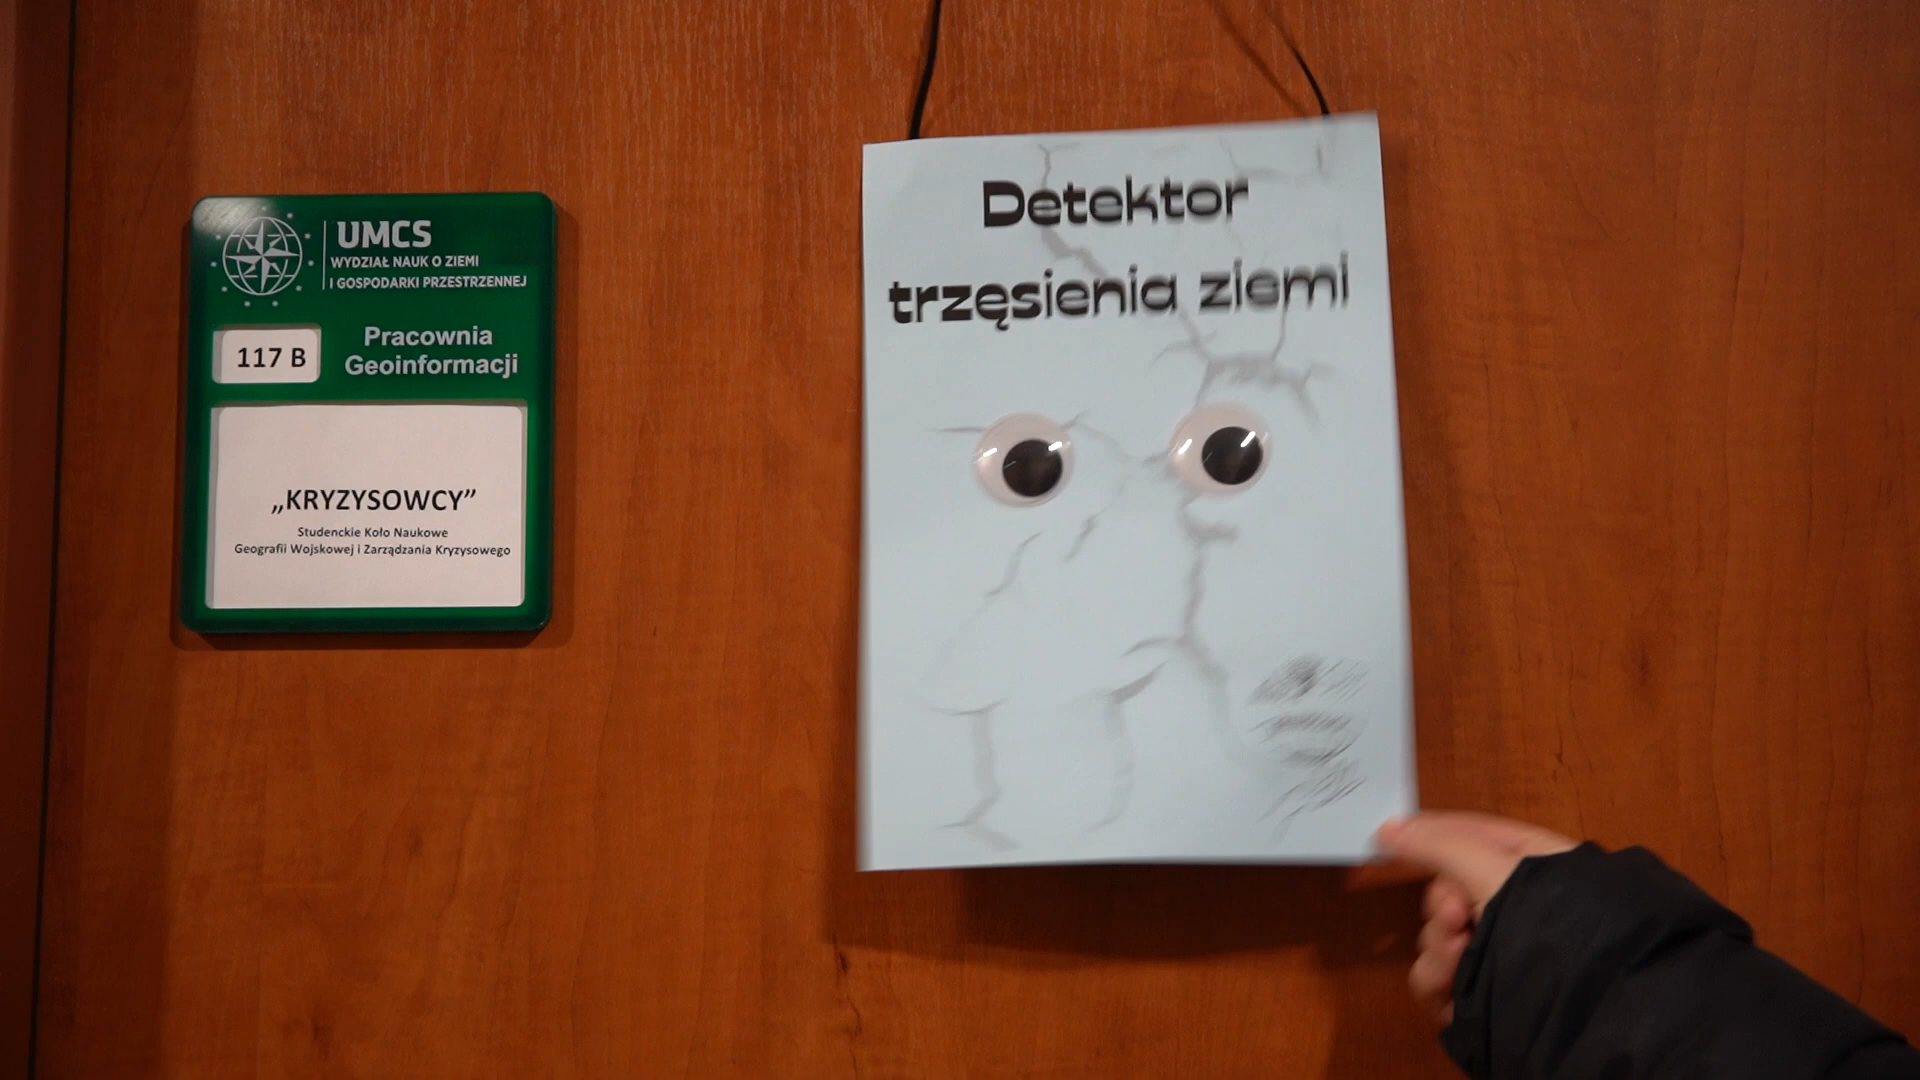 UMCS
WYDZIAŁ NAUK O ZIEMI
I GOSPODARKI PRZESTRZENNEJ
117 B
Pracownia
Geoinformacji
„KRYZYSOWCY”
Studenckie Koło Naukowe
Geografii Wojskowej i Zarządzania Kryzysowego
Detektor
trzęsienia ziemi